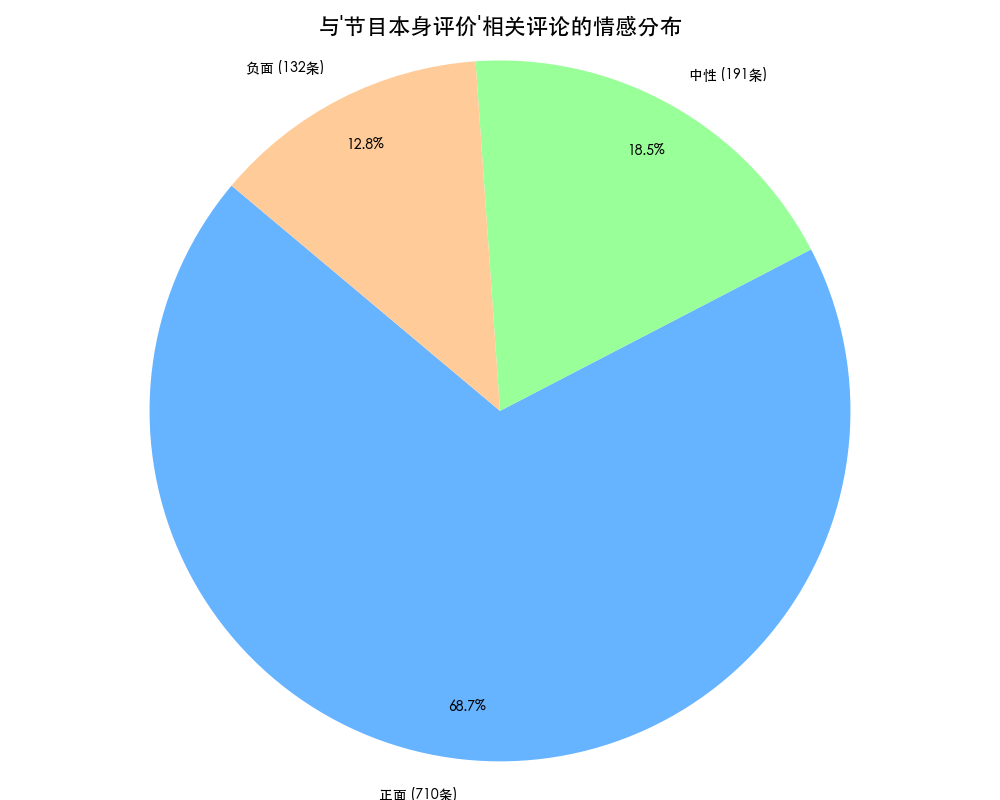 与'节目本身评价'相关评论的情感分布
负面 (132条)
中性 (191条)
12.8%
18.5%
68.7%
正面 (710条)